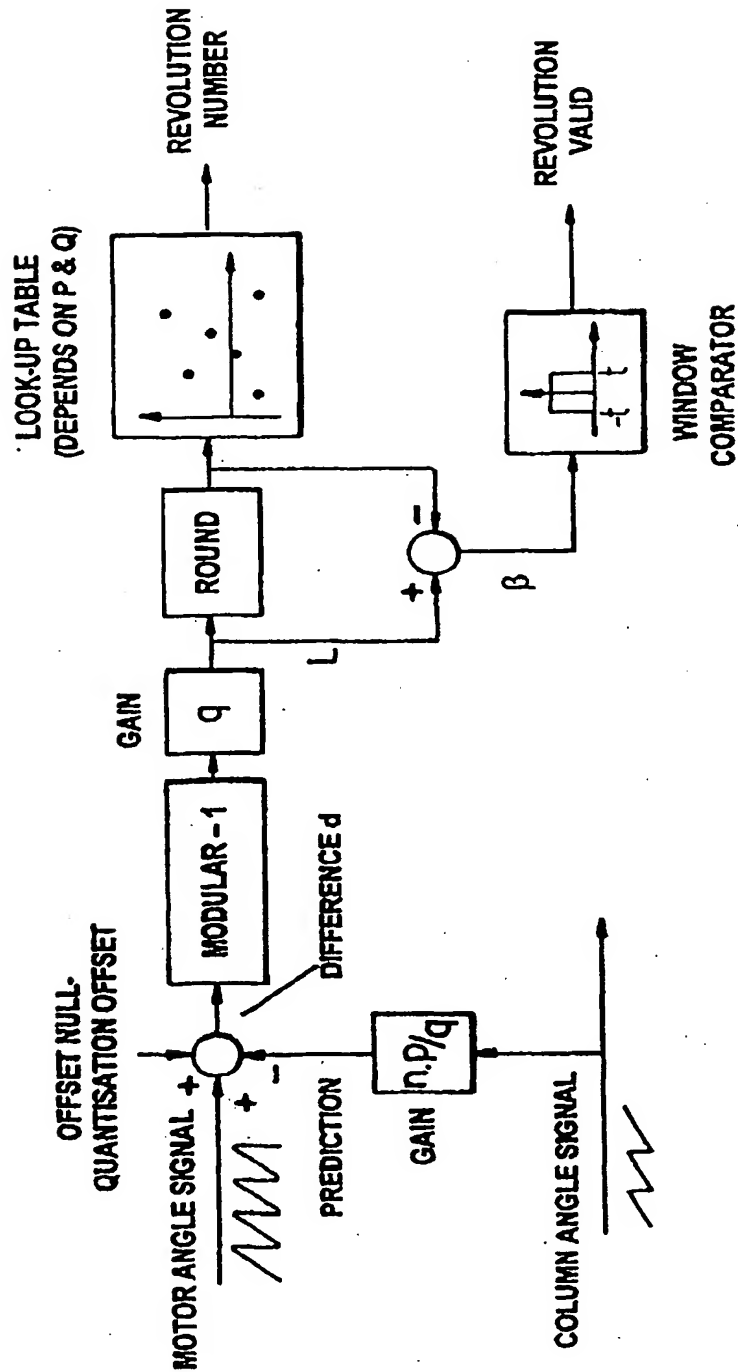 OFFSET NULL-
QUANTISATION OFFSET
MOTOR ANGLE SIGNAL
+
+
-
MODULAR-1
DIFFERENCE d
PREDICTION
n.p/q
GAIN
COLUMN ANGLE SIGNAL
GAIN
q
L
ROUND
+
-
β
LOOK-UP TABLE
(DEPENDS ON P & Q)
REVOLUTION
NUMBER
-t
t
WINDOW
COMPARATOR
REVOLUTION
VALID